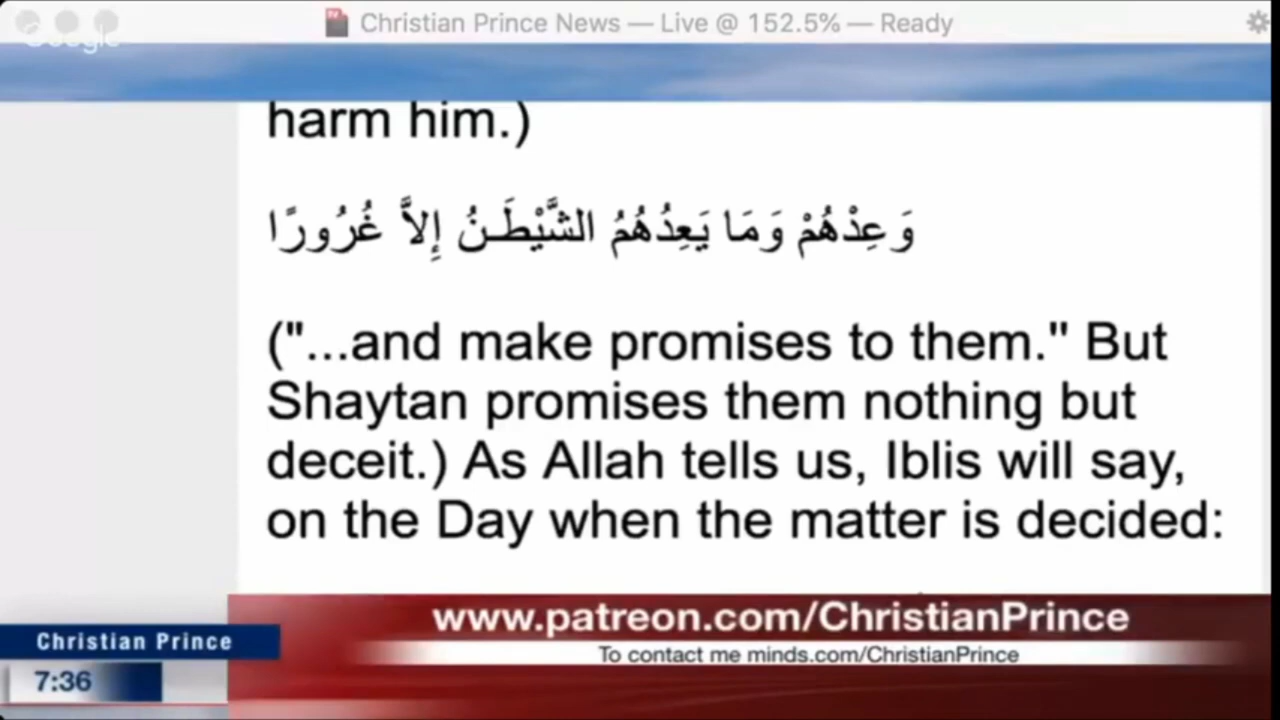 Christian Prince News — Live @ 152.5% — Ready
Google
harm him.)
وَعِدْهُمْ وَمَا يَعِدُهُمُ الشَّيْطَـنُ إِلاَّ غُرُورًا
("...and make promises to them." But
Shaytan promises them nothing but
deceit.) As Allah tells us, Iblis will say,
on the Day when the matter is decided:
www.patreon.com/ChristianPrince
To contact me minds.com/ChristianPrince
Christian Prince
7:36